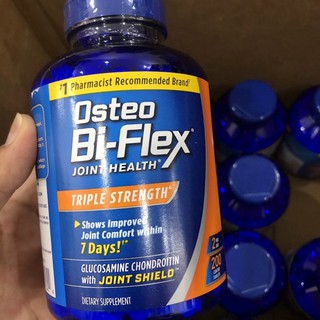 #1 Pharmacist Recommended Brand*
Osteo
Bi-Flex®
JOINT HEALTH*
TRIPLE STRENGTH*
Shows Improved
Joint Comfort within
7 Days!*
GLUCOSAMINE CHONDROITIN
with JOINT SHIELD™
DIETARY SUPPLEMENT
200